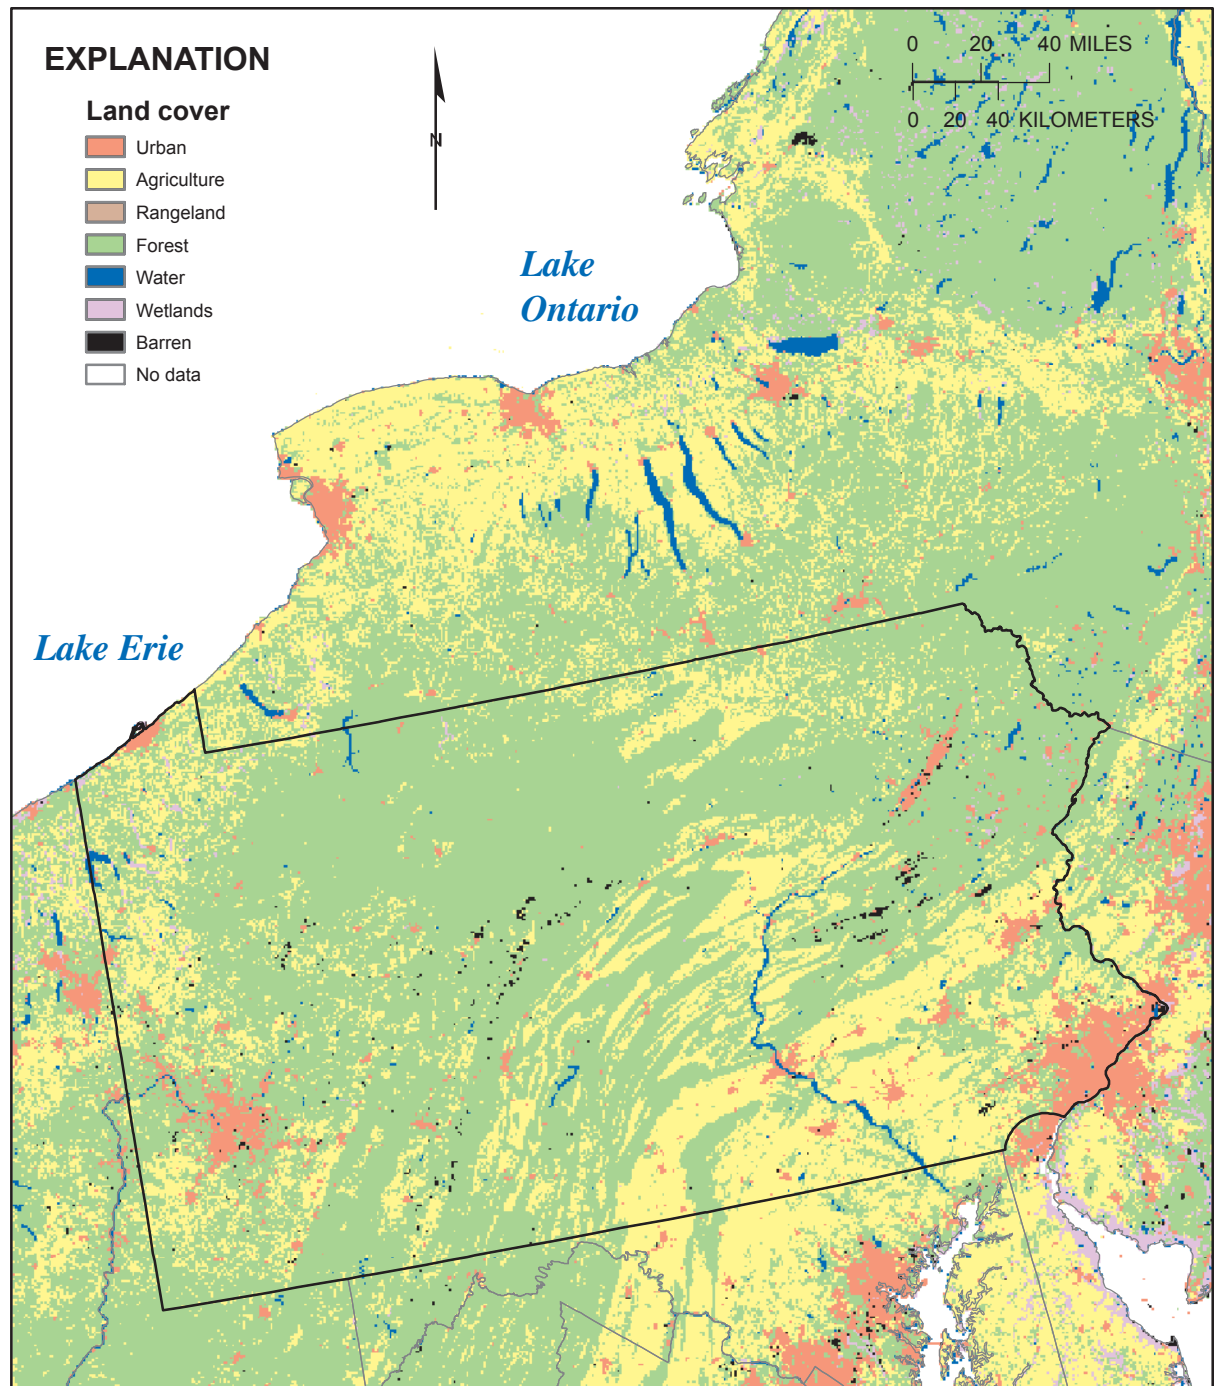 EXPLANATION
Land cover
Urban
Agriculture
Rangeland
Forest
Water
Wetlands
Barren
No data
N
0 20 40 MILES
0 20 40 KILOMETERS
Lake
Ontario
Lake Erie